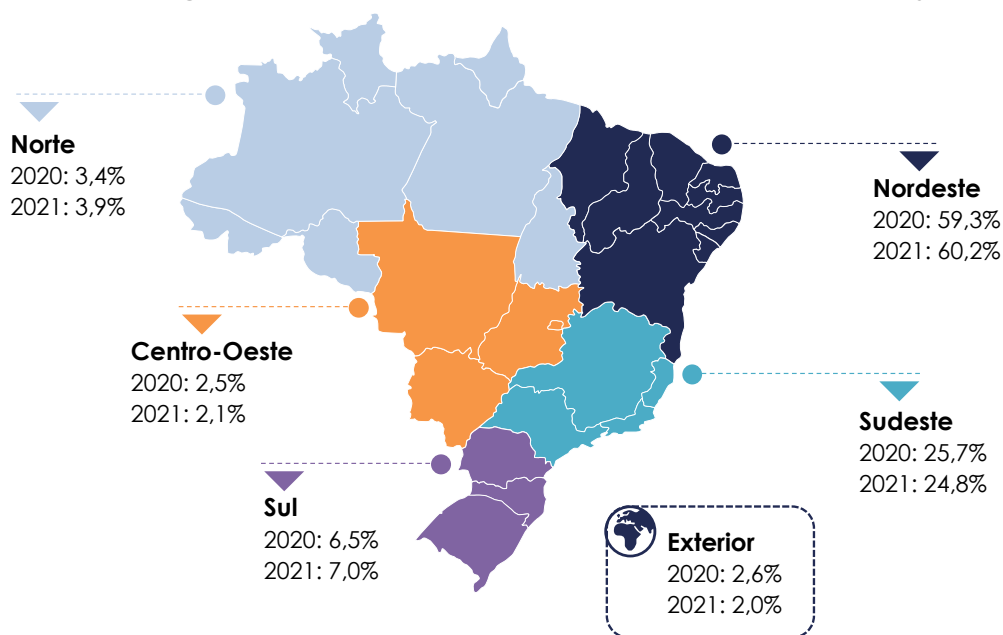 Norte
2020: 3,4%
2021: 3,9%
Nordeste
2020: 59,3%
2021: 60,2%
Centro-Oeste
2020: 2,5%
2021: 2,1%
Sudeste
2020: 25,7%
2021: 24,8%
Sul
2020: 6,5%
2021: 7,0%
Exterior
2020: 2,6%
2021: 2,0%